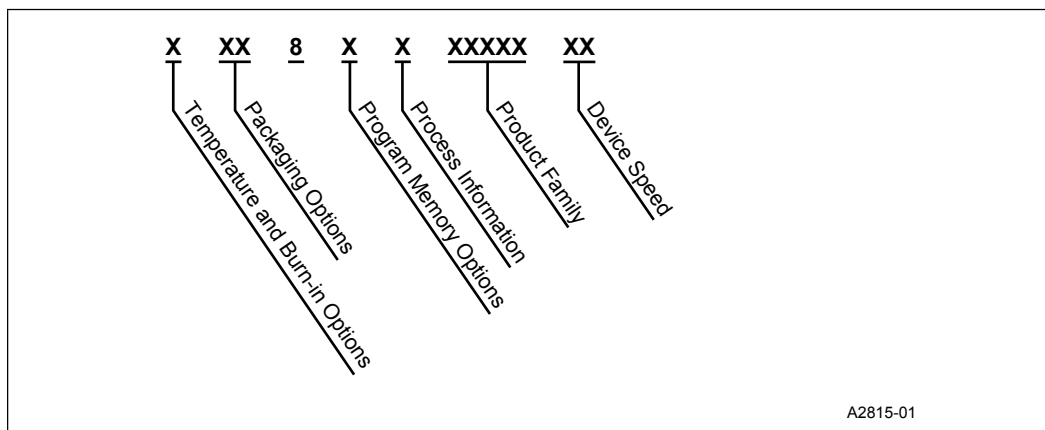 X XX 8 X X XXXXX XX
Temperature and Burn-in Options
Packaging Options
Program Memory Options
Process Information
Product Family
Device Speed
A2815-01